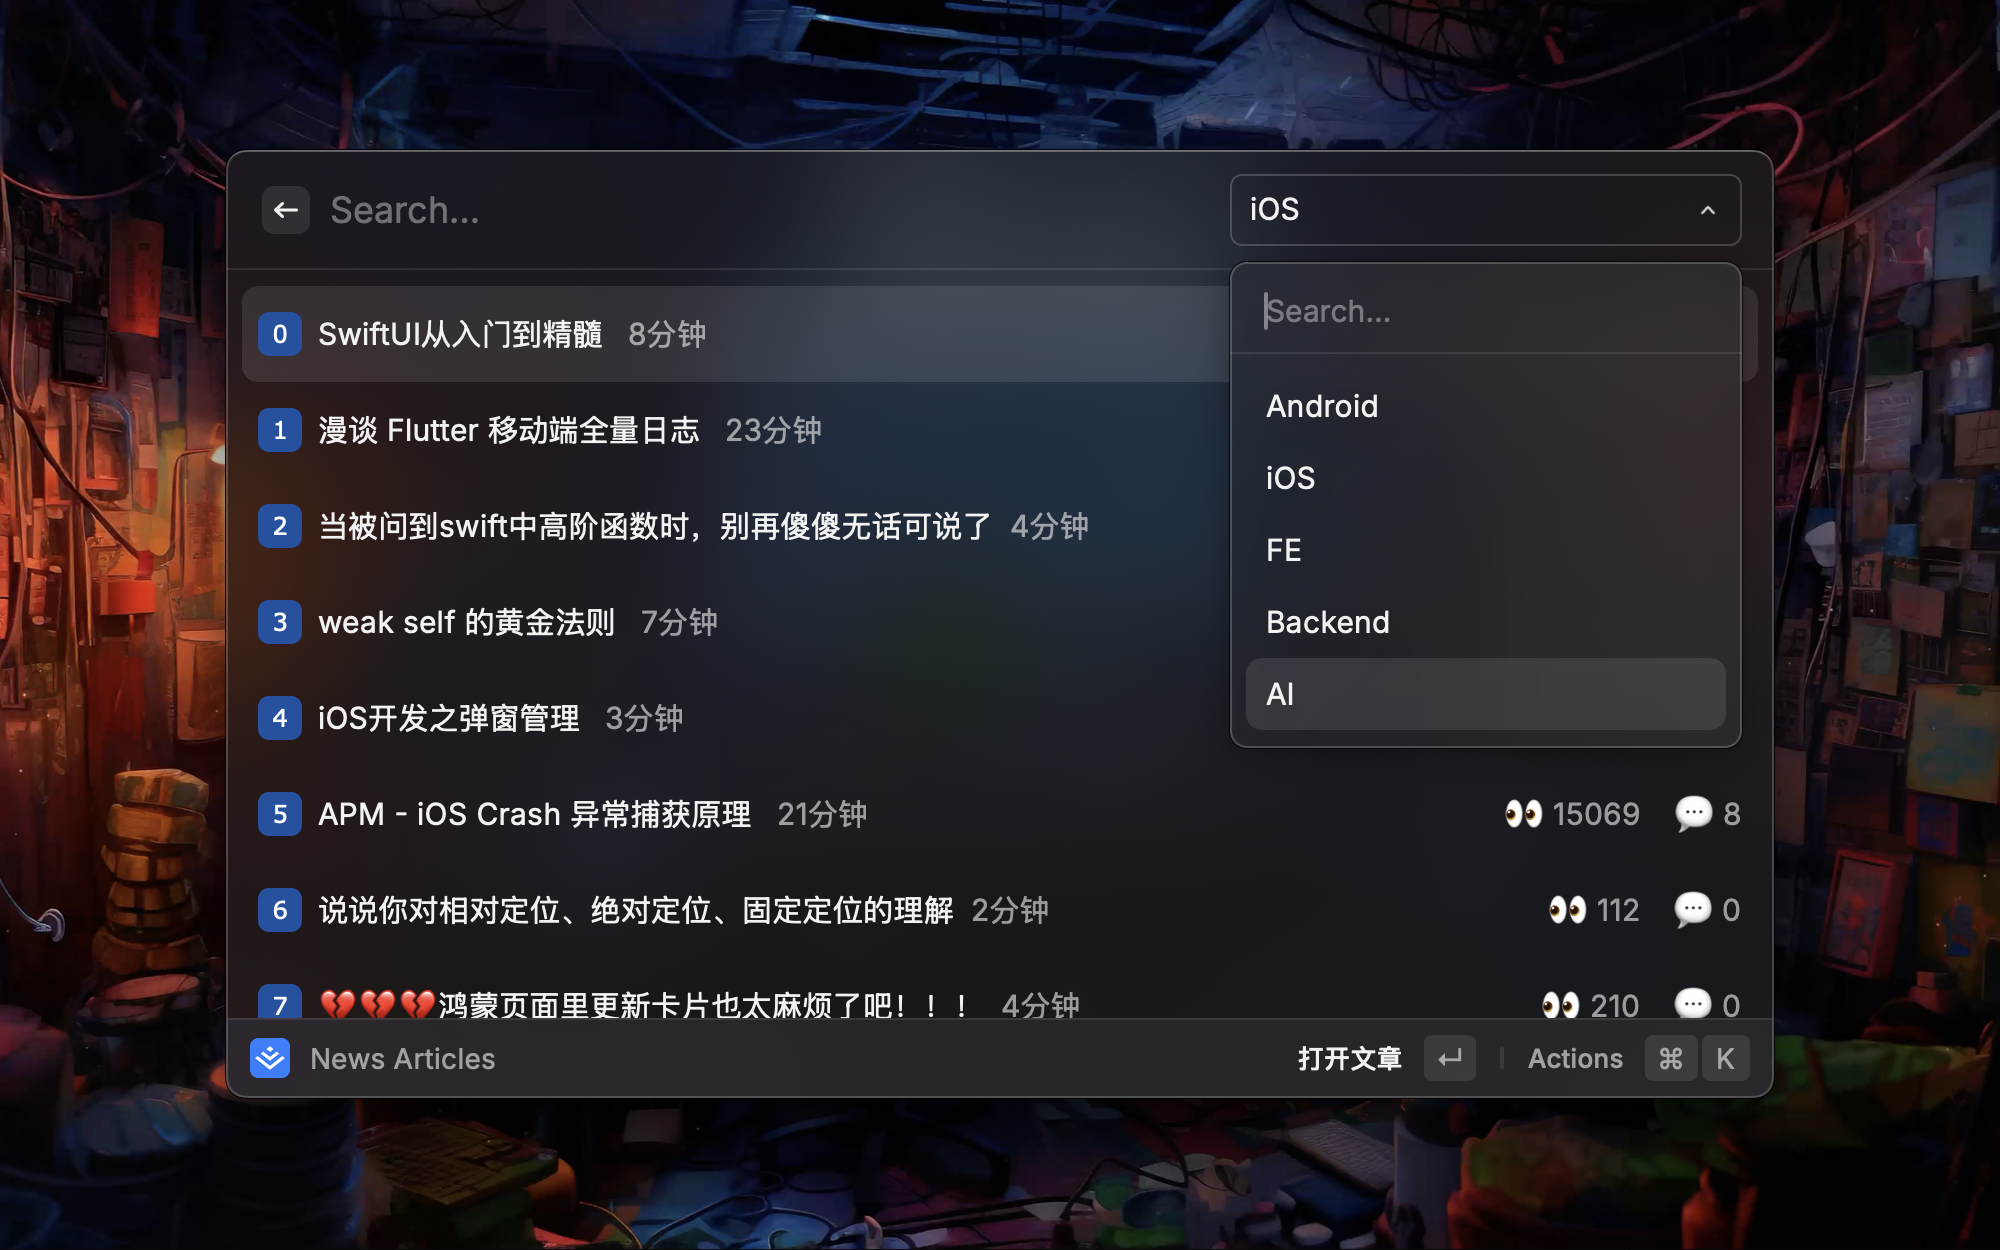 Search...
iOS
Search...
Android
iOS
FE
Backend
AI
0 SwiftUI从入门到精髓 8分钟
1 漫谈 Flutter 移动端全量日志 23分钟
2 当被问到swift中高阶函数时，别再傻傻无话可说了 4分钟
3 weak self 的黄金法则 7分钟
4 iOS开发之弹窗管理 3分钟
5 APM - iOS Crash 异常捕获原理 21分钟 👀 15069 💬 8
6 说说你对相对定位、绝对定位、固定定位的理解 2分钟 👀 112 💬 0
7 💔💔💔鸿蒙页面里更新卡片也太麻烦了吧！！！ 4分钟 👀 210 💬 0
News Articles 打开文章 ↵ Actions ⌘ K